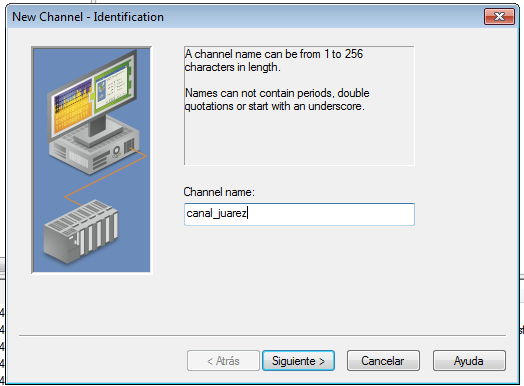 New Channel - Identification
A channel name can be from 1 to 256
characters in length.
Names can not contain periods, double
quotations or start with an underscore.
Channel name:
canal_juarez
< Atrás
Siguiente >
Cancelar
Ayuda